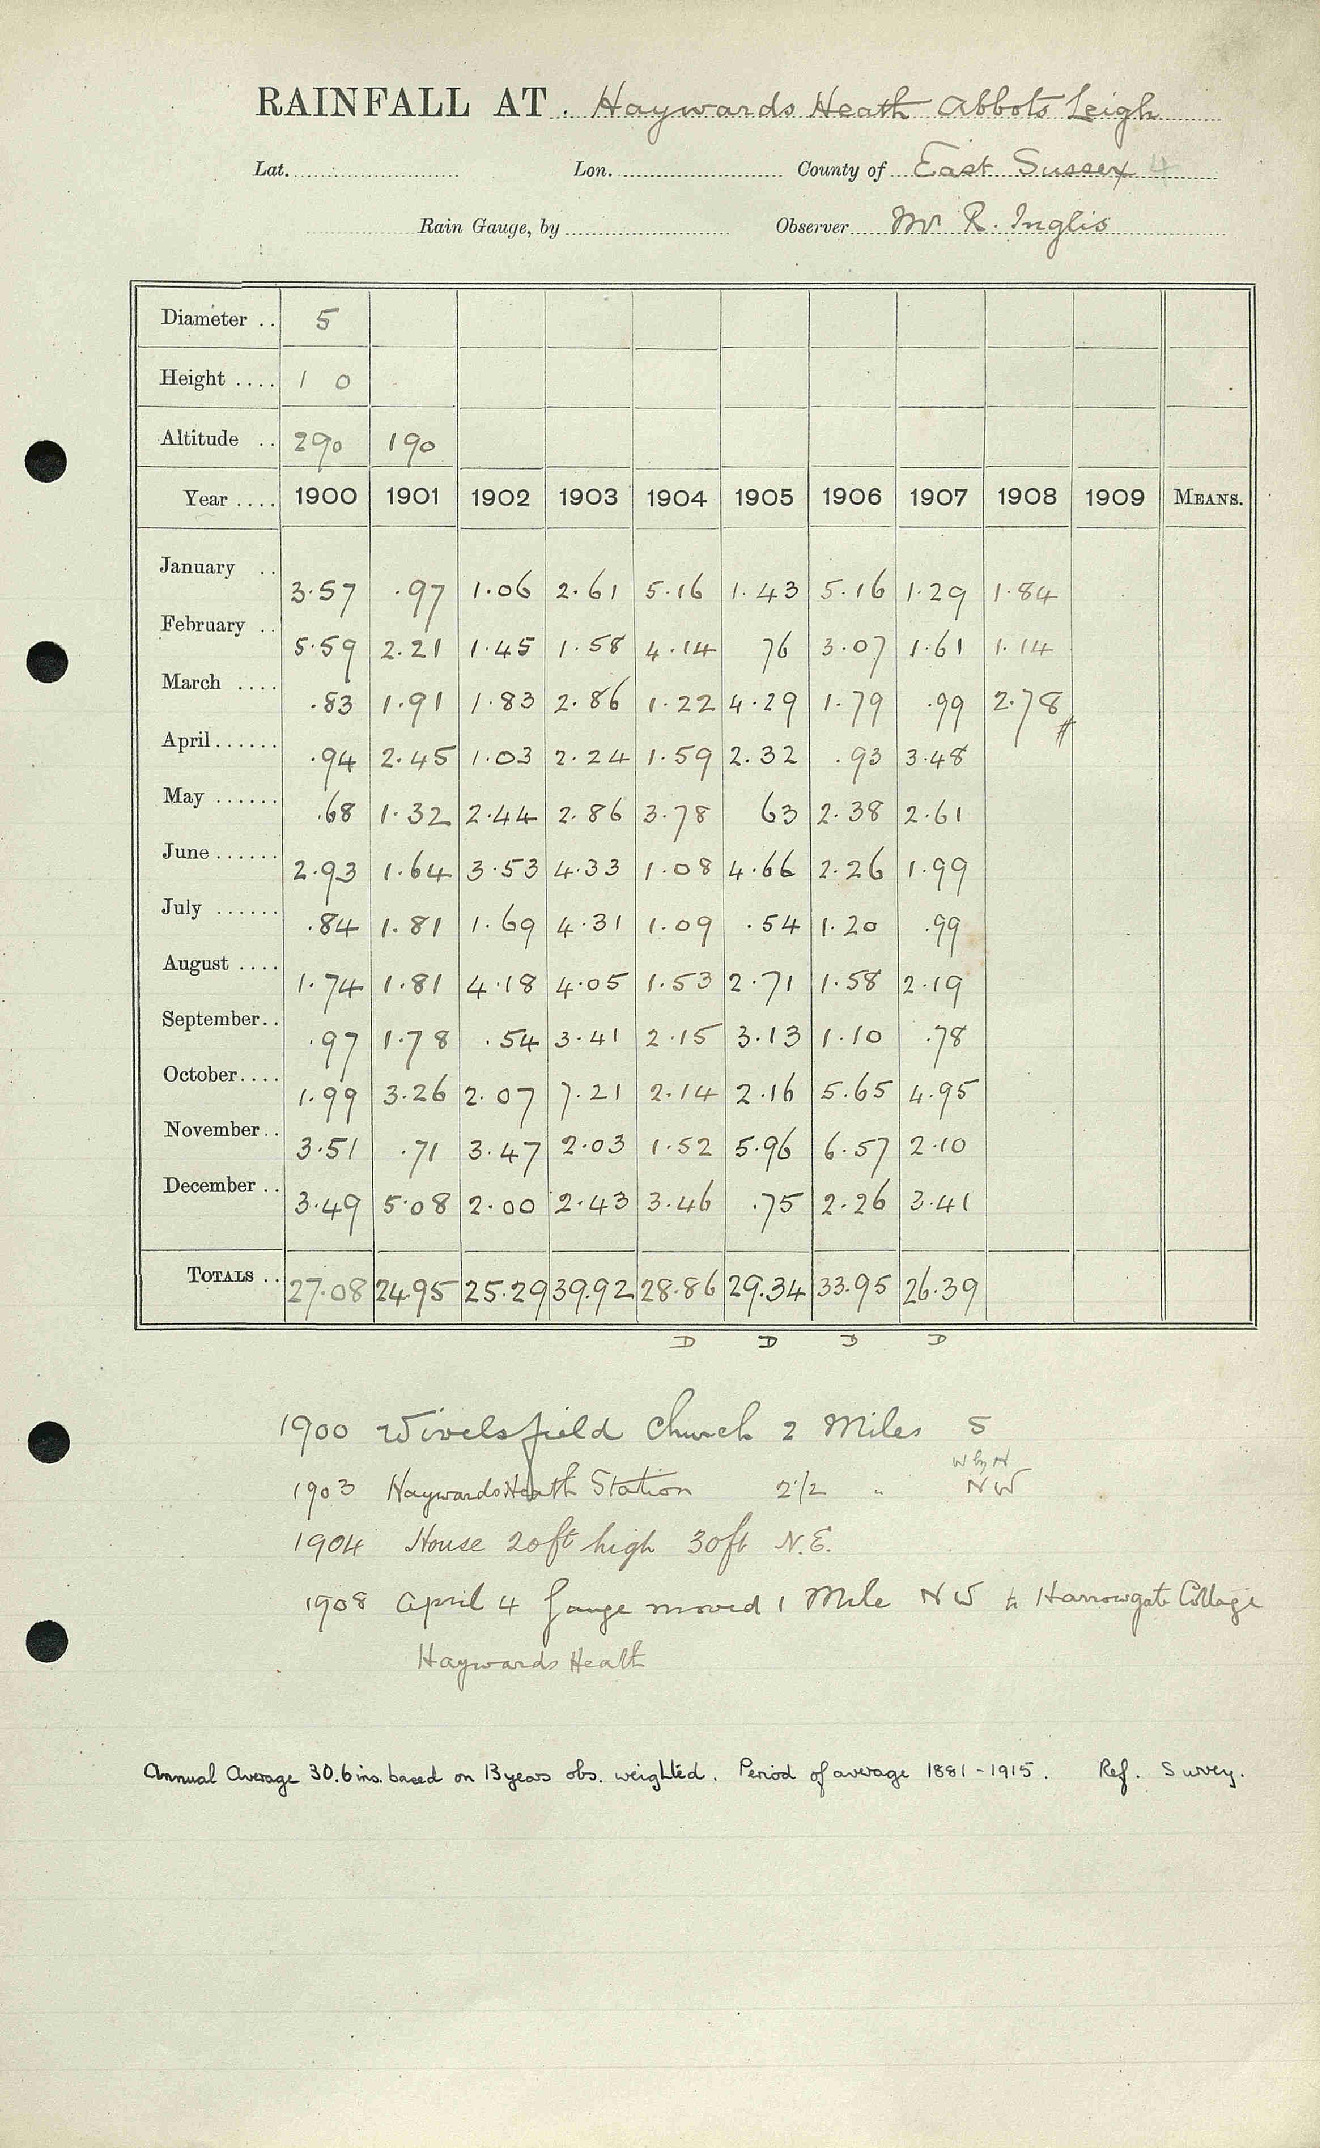 RAINFALL AT. Haywards Heath Abbots Leigh
Lat. Lon. County of East Sussex 4
Rain Gauge, by Observer Mr R. Inglis
Diameter .. 5
Height .... 1 0
Altitude .. 290 190
Year .... 1900 1901 1902 1903 1904 1905 1906 1907 1908 1909 MEANS.
January .. 3.57 .97 1.06 2.61 5.16 1.43 5.16 1.29 1.84
February .. 5.59 2.21 1.45 1.58 4.14 76 3.07 1.61 1.14
March .... .83 1.91 1.83 2.86 1.22 4.29 1.79 .99 2.78 #
April...... .94 2.45 1.03 2.24 1.59 2.32 .93 3.48
May ...... .68 1.32 2.44 2.86 3.78 63 2.38 2.61
June ...... 2.93 1.64 3.53 4.33 1.08 4.66 2.26 1.99
July ...... .84 1.81 1.69 4.31 1.09 .54 1.20 .99
August .... 1.74 1.81 4.18 4.05 1.53 2.71 1.58 2.19
September.. .97 1.78 .54 3.41 2.15 3.13 1.10 .78
October.... 1.99 3.26 2.07 7.21 2.14 2.16 5.65 4.95
November.. 3.51 .71 3.47 2.03 1.52 5.96 6.57 2.10
December .. 3.49 5.08 2.00 2.43 3.46 .75 2.26 3.41
TOTALS .. 27.08 24.95 25.29 39.92 28.86 29.34 33.95 26.39
D D D D
1900 Wivelsfield Church 2 Miles S
W by N
1903 Haywards Heath Station 2 1/2 " NW
1904 House 20ft high 30ft N.E.
1908 April 4 Gauge moved 1 Mile NW to Harrowgate Cottage
Haywards Heath
Annual Average 30.6 ins. based on 13 years obs. weighted. Period of average 1881-1915. Ref. Survey.